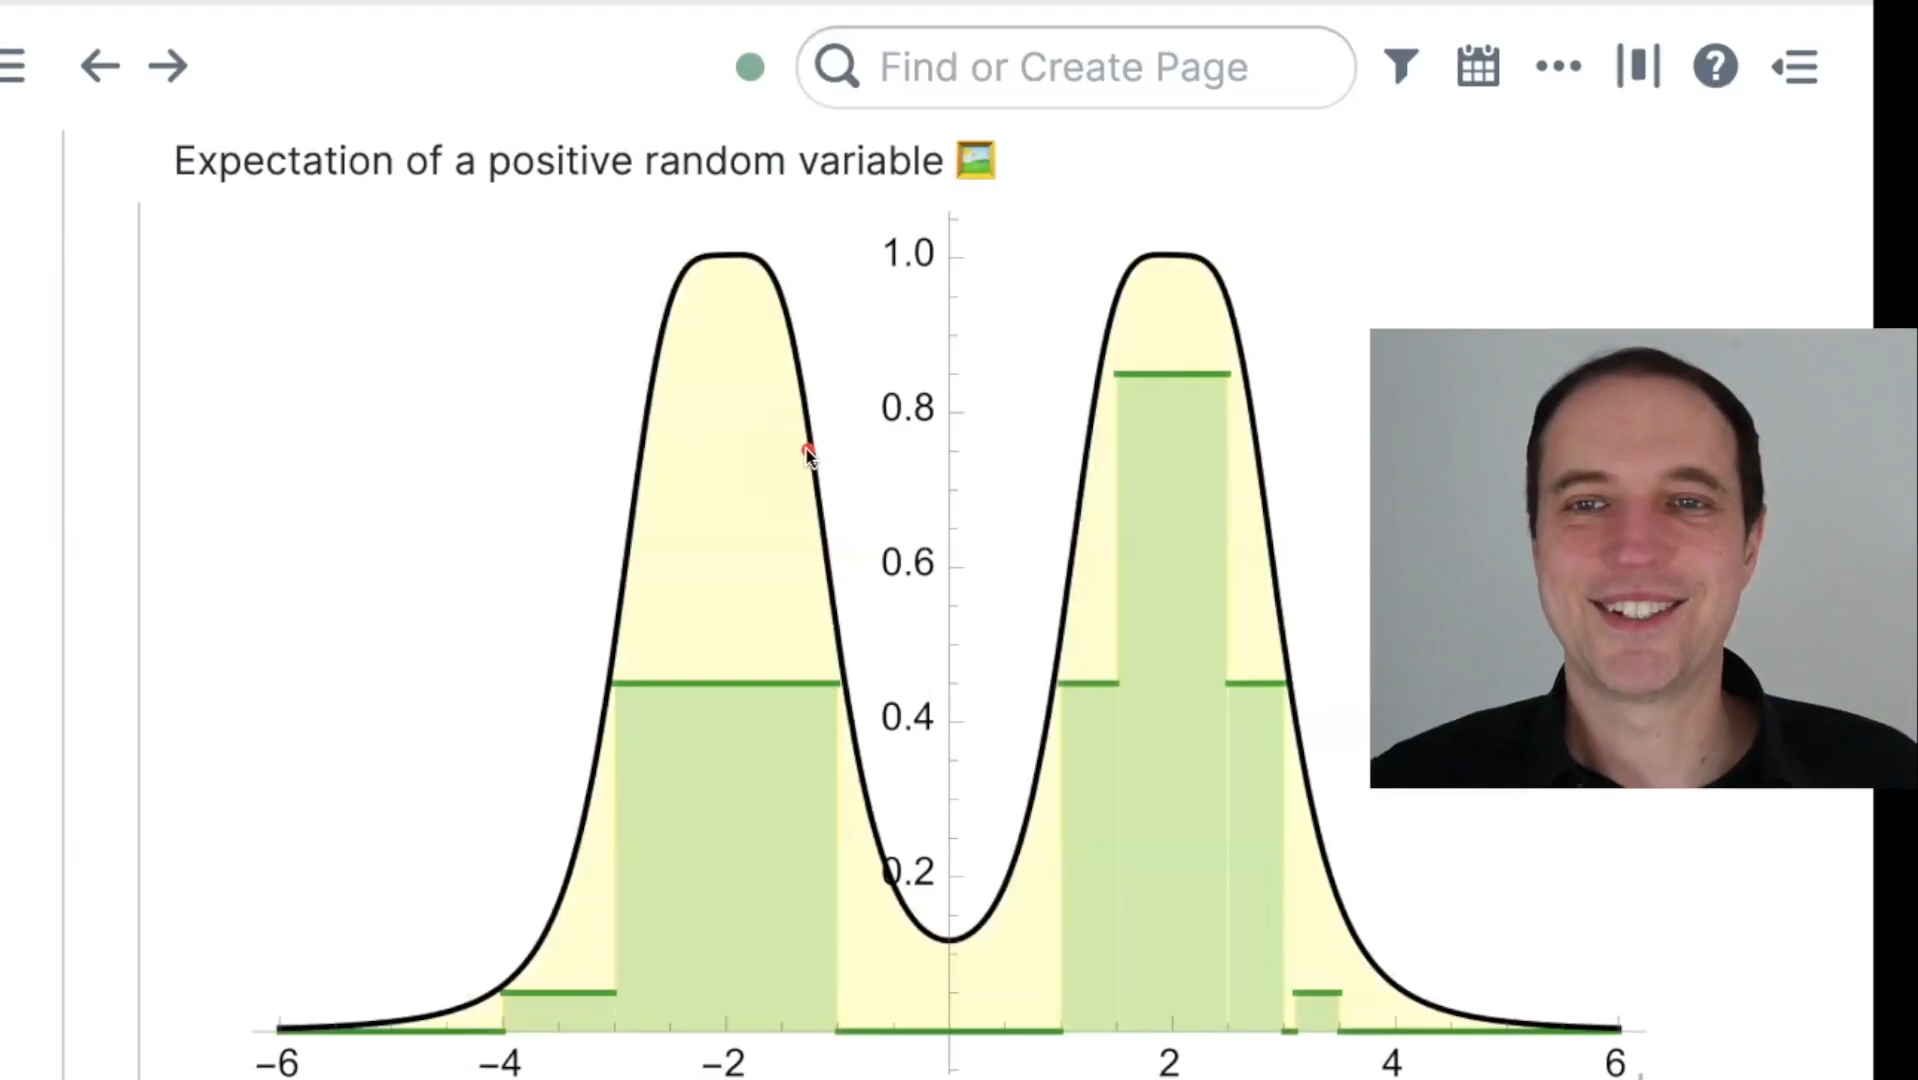 Find or Create Page
Expectation of a positive random variable
1.0
0.8
0.6
0.4
0.2
−6 −4 −2 2 4 6